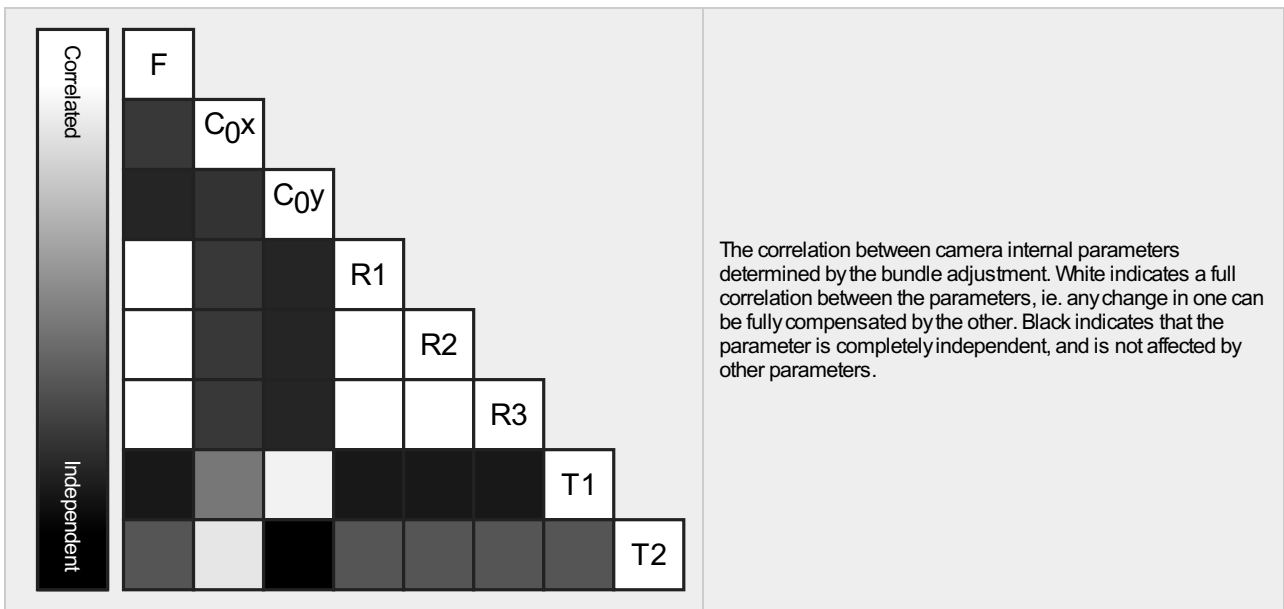 Correlated
Independent
F
C0x
C0y
R1
R2
R3
T1
T2
The correlation between camera internal parameters
determined by the bundle adjustment. White indicates a full
correlation between the parameters, ie. any change in one can
be fully compensated by the other. Black indicates that the
parameter is completely independent, and is not affected by
other parameters.